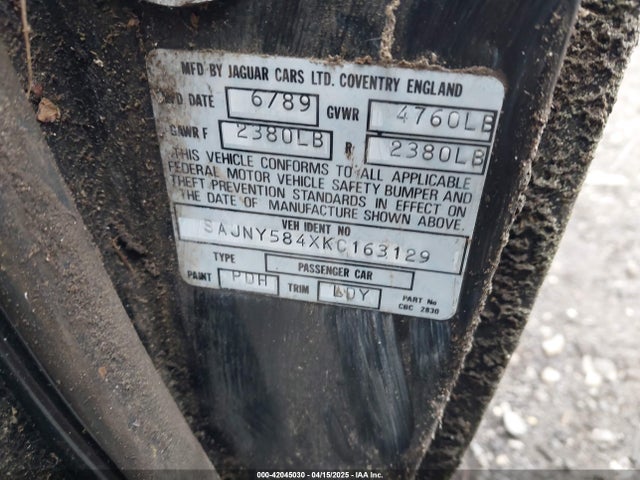 MFD BY JAGUAR CARS LTD. COVENTRY ENGLAND
MFD DATE 6/89 GVWR 4760LB
GAWR F 2380LB R 2380LB
THIS VEHICLE CONFORMS TO ALL APPLICABLE
FEDERAL MOTOR VEHICLE SAFETY BUMPER AND
THEFT PREVENTION STANDARDS IN EFFECT ON
THE DATE OF MANUFACTURE SHOWN ABOVE.
VEH IDENT NO
SAJNY584XKC163129
TYPE PASSENGER CAR
PAINT PDH TRIM LDY PART No
CBC 2830
000-42045030 - 04/15/2025 - IAAI.COM